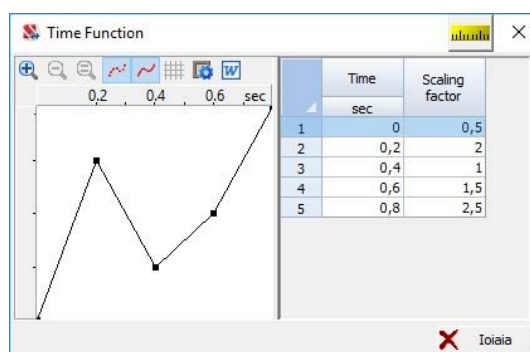 Time Function
0,2 0,4 0,6 sec
Time Scaling factor
sec
1 0 0,5
2 0,2 2
3 0,4 1
4 0,6 1,5
5 0,8 2,5
Ioiaia